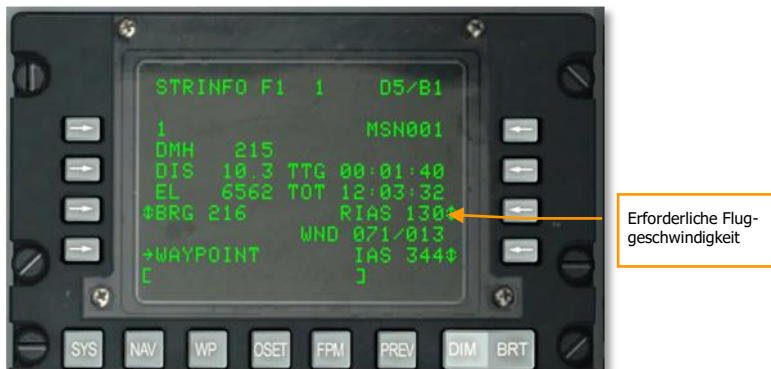 STRINFO F1 1 D5/B1
1 MSN001
DMH 215
DIS 10.3 TTG 00:01:40
EL 6562 TOT 12:03:32
↕BRG 216 RIAS 130↕
WND 071/013
→WAYPOINT IAS 344↕
[ ]
Erforderliche Flug-
geschwindigkeit
SYS NAV WP OSET FPM PREV DIM BRT